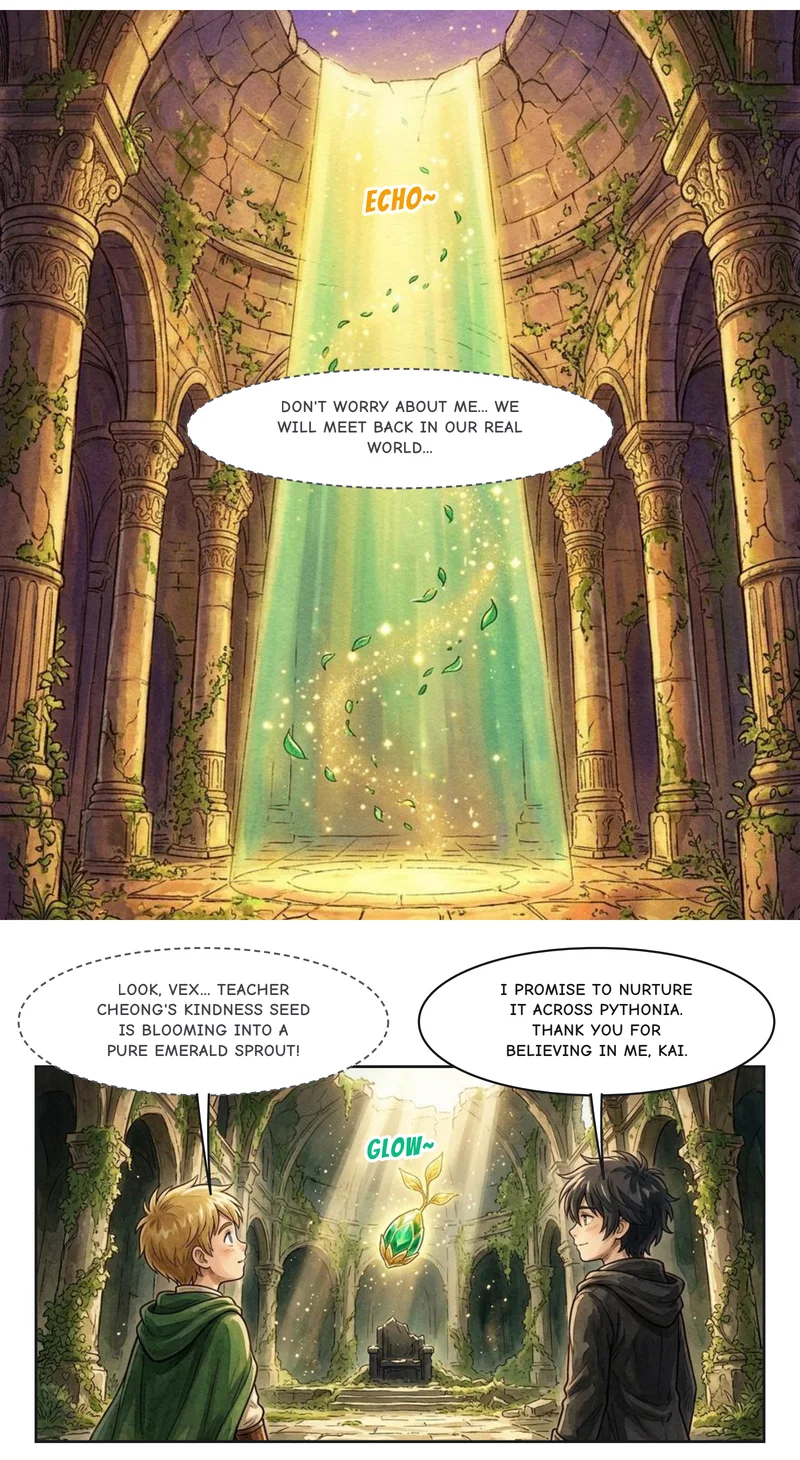 ECHO~
DON'T WORRY ABOUT ME... WE
WILL MEET BACK IN OUR REAL
WORLD...
LOOK, VEX... TEACHER
CHEONG'S KINDNESS SEED
IS BLOOMING INTO A
PURE EMERALD SPROUT!
I PROMISE TO NURTURE
IT ACROSS PYTHONIA.
THANK YOU FOR
BELIEVING IN ME, KAI.
GLOW~